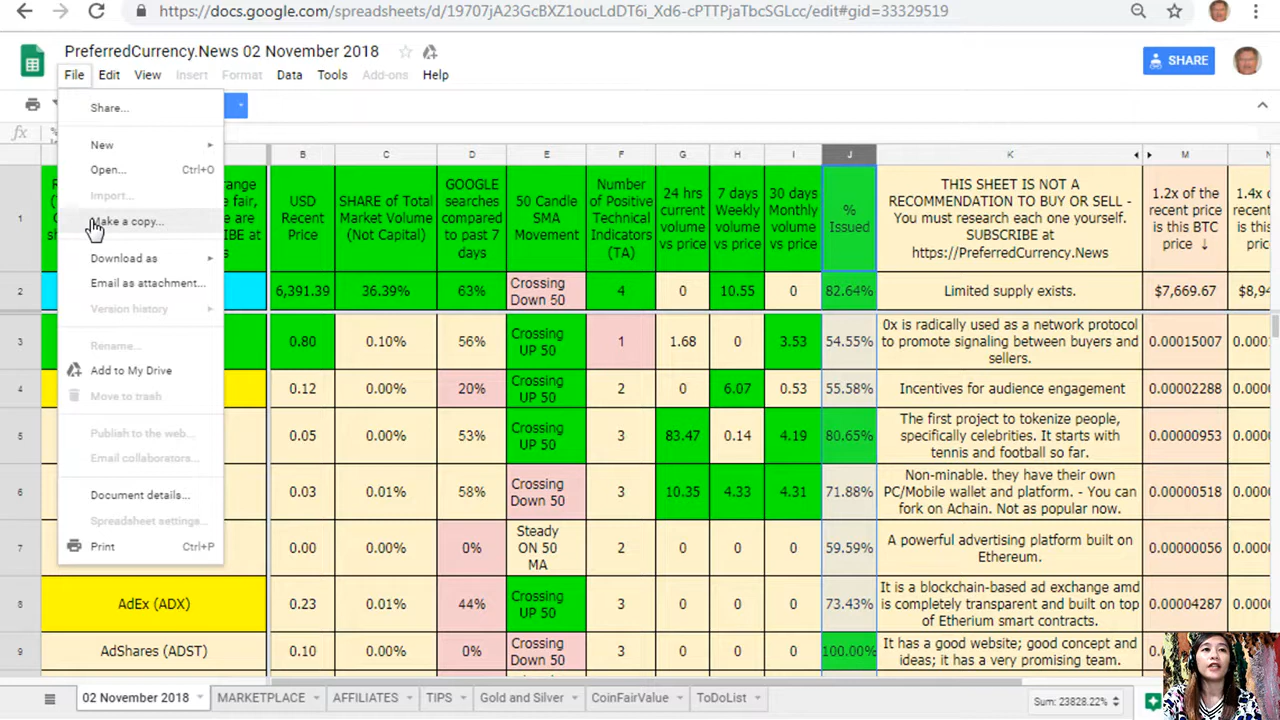 https://docs.google.com/spreadsheets/d/19707jA23GcBXZ1oucLdDT6i_Xd6-cPTTPjaTbcSGLcc/edit#gid=33329519
PreferredCurrency.News 02 November 2018
File Edit View Insert Format Data Tools Add-ons Help
SHARE
Share...
New
Open... Ctrl+O
Import...
Make a copy...
Download as
Email as attachment...
Version history
Rename...
Add to My Drive
Move to trash
Publish to the web...
Email collaborators...
Document details...
Spreadsheet settings...
Print Ctrl+P
fx
B C D E F G H I J K M N
1
USD Recent Price
SHARE of Total Market Volume (Not Capital)
GOOGLE searches compared to past 7 days
50 Candle SMA Movement
Number of Positive Technical Indicators (TA)
24 hrs current volume vs price
7 days Weekly volume vs price
30 days Monthly volume vs price
% Issued
THIS SHEET IS NOT A
RECOMMENDATION TO BUY OR SELL -
You must research each one yourself.
SUBSCRIBE at
https://PreferredCurrency.News
1.2x of the recent price is this BTC price ↓
2 6,391.39 36.39% 63% Crossing Down 50 4 0 10.55 0 82.64% Limited supply exists. $7,669.67
3 0.80 0.10% 56% Crossing UP 50 1 1.68 0 3.53 54.55% 0x is radically used as a network protocol to promote signaling between buyers and sellers. 0.00015007
4 0.12 0.00% 20% Crossing UP 50 2 0 6.07 0.53 55.58% Incentives for audience engagement 0.00002288
5 0.05 0.00% 53% Crossing UP 50 3 83.47 0.14 4.19 80.65% The first project to tokenize people, specifically celebrities. It starts with tennis and football so far. 0.00000953
6 0.03 0.01% 58% Crossing Down 50 3 10.35 4.33 4.31 71.88% Non-minable. they have their own PC/Mobile wallet and platform. - You can fork on Achain. Not as popular now. 0.00000518
7 0.00 0.00% 0% Steady ON 50 MA 2 0 0 0 59.59% A powerful advertising platform built on Ethereum. 0.00000056
8 AdEx (ADX) 0.23 0.01% 44% Crossing UP 50 3 0 0 0 73.43% It is a blockchain-based ad exchange amd is completely transparent and built on top of Etherium smart contracts. 0.00004287
9 AdShares (ADST) 0.10 0.00% 0% Crossing Down 50 3 0 0 0 100.00% It has a good website; good concept and ideas; it has a very promising team.
02 November 2018 MARKETPLACE AFFILIATES TIPS Gold and Silver CoinFairValue ToDoList Sum: 23828.22%